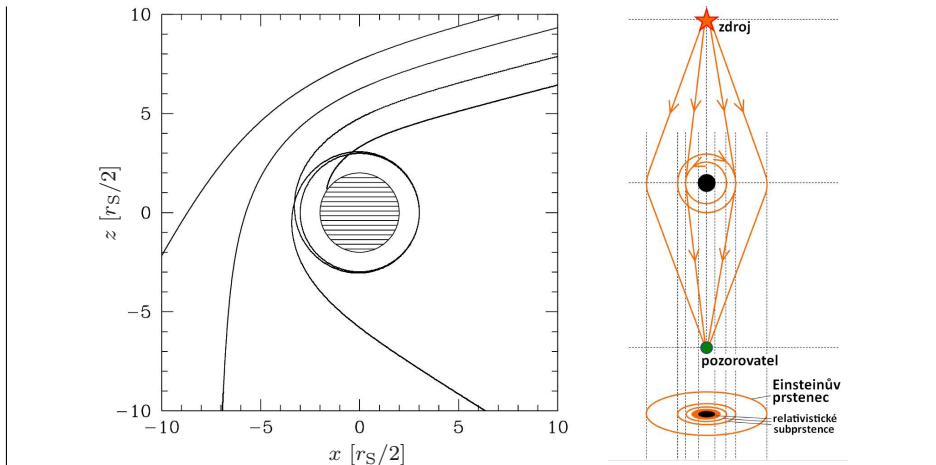 10
5
0
−5
−10
z [rS/2]
−10
−5
0
5
10
x [rS/2]
zdroj
pozorovatel
Einsteinův
prstenec
relativistické
subprstence